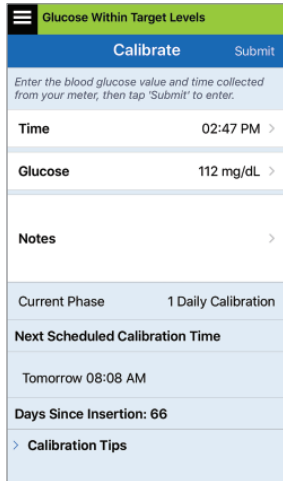 Glucose Within Target Levels
Calibrate Submit
Enter the blood glucose value and time collected
from your meter, then tap 'Submit' to enter.
Time 02:47 PM >
Glucose 112 mg/dL >
Notes >
Current Phase 1 Daily Calibration
Next Scheduled Calibration Time
Tomorrow 08:08 AM
Days Since Insertion: 66
> Calibration Tips